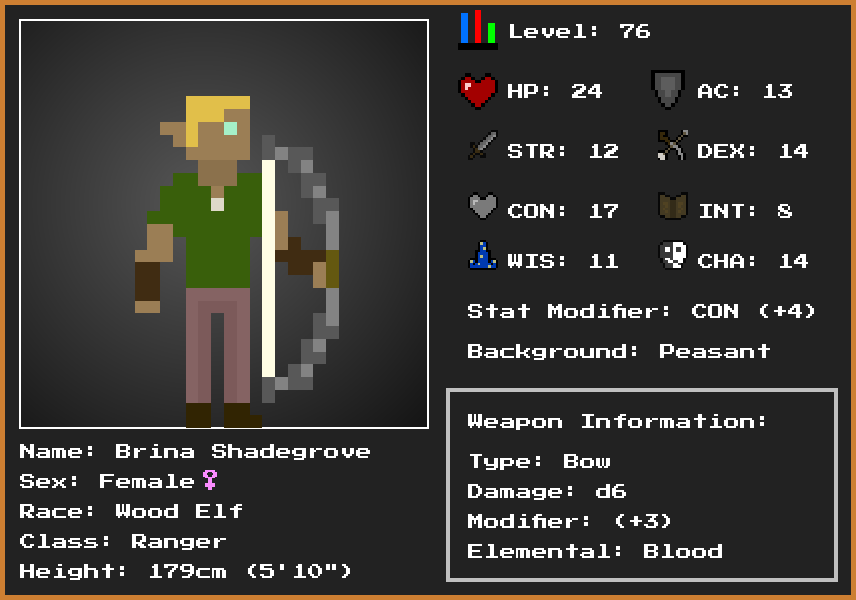 Level: 76
HP: 24 AC: 13
STR: 12 DEX: 14
CON: 17 INT: 8
WIS: 11 CHA: 14
Stat Modifier: CON (+4)
Background: Peasant
Weapon Information:
Type: Bow
Damage: d6
Modifier: (+3)
Elemental: Blood
Name: Brina Shadegrove
Sex: Female♀
Race: Wood Elf
Class: Ranger
Height: 179cm (5'10")